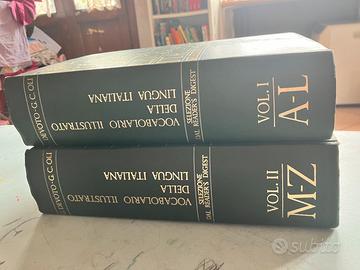 DEVOTO-G.C. OLI
VOCABOLARIO ILLUSTRATO
DELLA
LINGUA ITALIANA
SELEZIONE
DAL READER'S DIGEST
VOL. I
A-L
DEVOTO-G.C. OLI
VOCABOLARIO ILLUSTRATO
DELLA
LINGUA ITALIANA
SELEZIONE
DAL READER'S DIGEST
VOL. II
M-Z
Subito.it